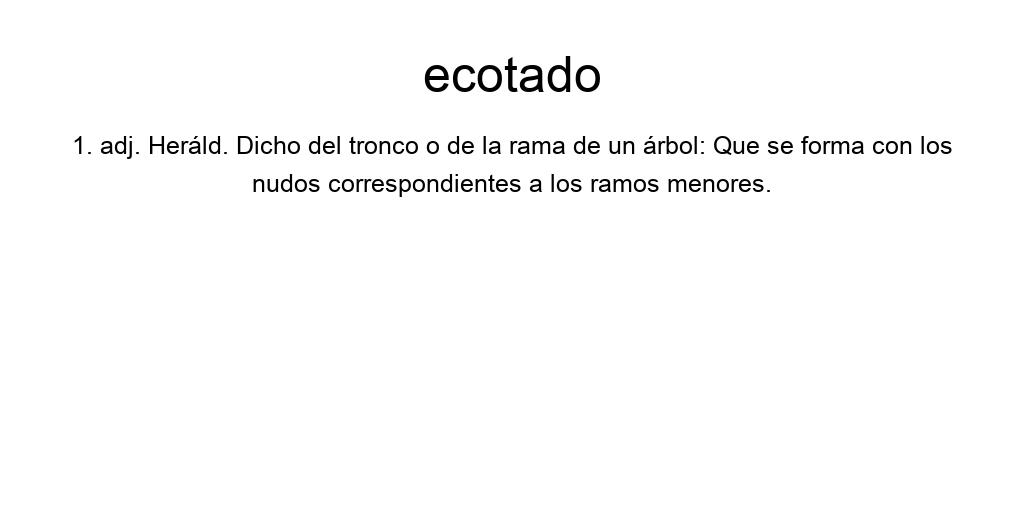 ecotado
1. adj. Heráld. Dicho del tronco o de la rama de un árbol: Que se forma con los
nudos correspondientes a los ramos menores.